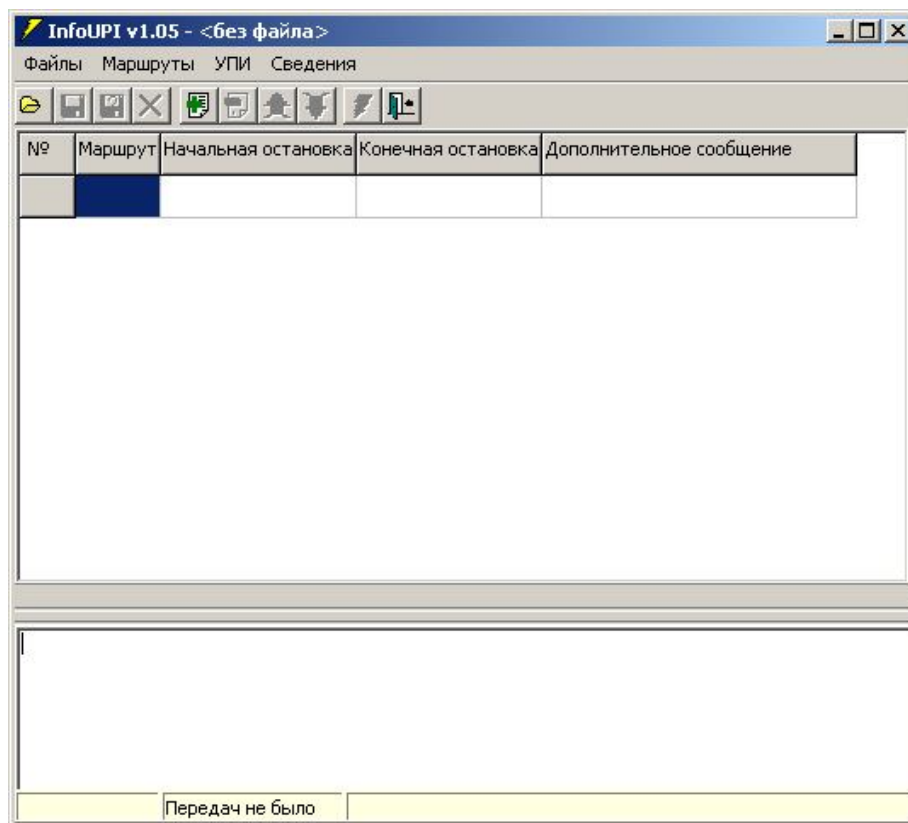 InfoUPI v1.05 - <без файла>
Файлы Маршруты УПИ Сведения
№ Маршрут Начальная остановка Конечная остановка Дополнительное сообщение
Передач не было